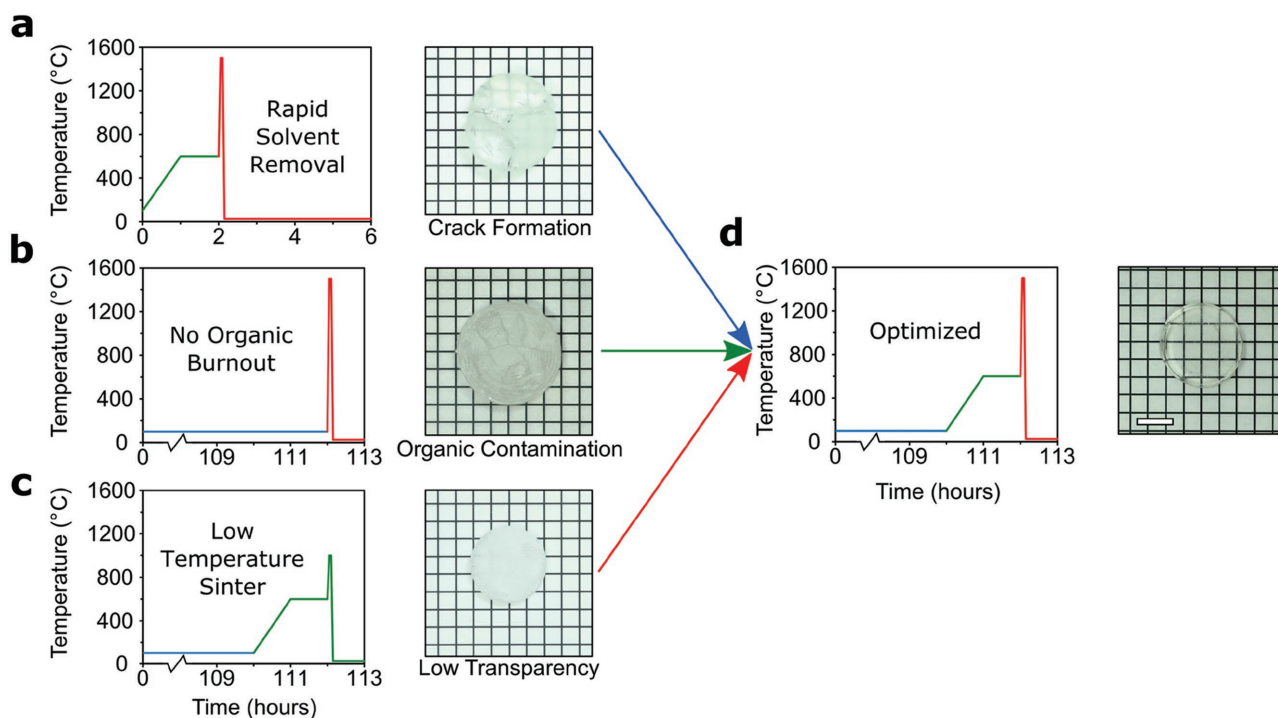 a
Temperature (°C)
1600
1200
800
400
0
Rapid
Solvent
Removal
0 2 4 6
Crack Formation
b
Temperature (°C)
1600
1200
800
400
0
No Organic
Burnout
0 109 111 113
Organic Contamination
c
Temperature (°C)
1600
1200
800
400
0
Low
Temperature
Sinter
0 109 111 113
Time (hours)
Low Transparency
d
Temperature (°C)
1600
1200
800
400
0
Optimized
0 109 111 113
Time (hours)